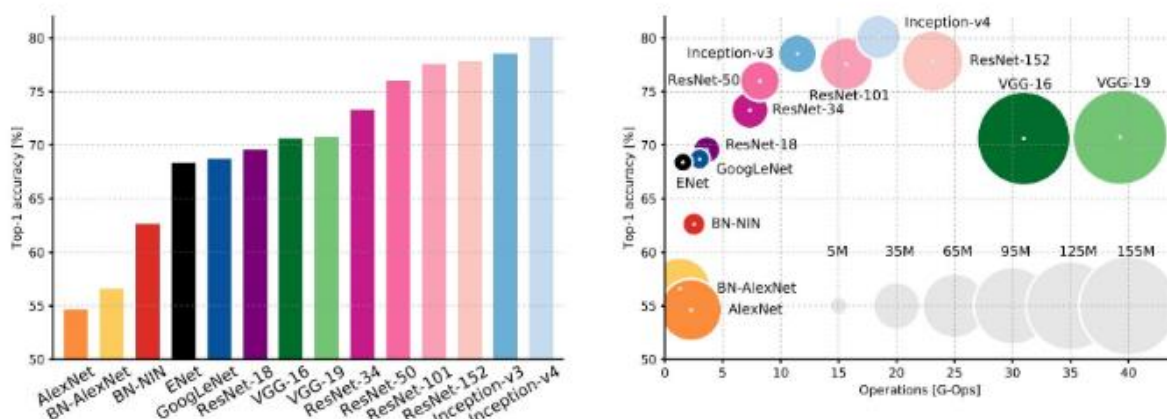 80
75
70
65
60
55
50
Top-1 accuracy [%]
AlexNet
BN-AlexNet
BN-NIN
ENet
GoogLeNet
ResNet-18
VGG-16
VGG-19
ResNet-34
ResNet-50
ResNet-101
ResNet-152
Inception-v3
Inception-v4
80
75
70
65
60
55
50
Top-1 accuracy [%]
Inception-v4
Inception-v3
ResNet-152
ResNet-50
VGG-16 VGG-19
ResNet-101
ResNet-34
ResNet-18
GoogLeNet
ENet
BN-NIN
5M 35M 65M 95M 125M 155M
BN-AlexNet
AlexNet
0 5 10 15 20 25 30 35 40
Operations [G-Ops]